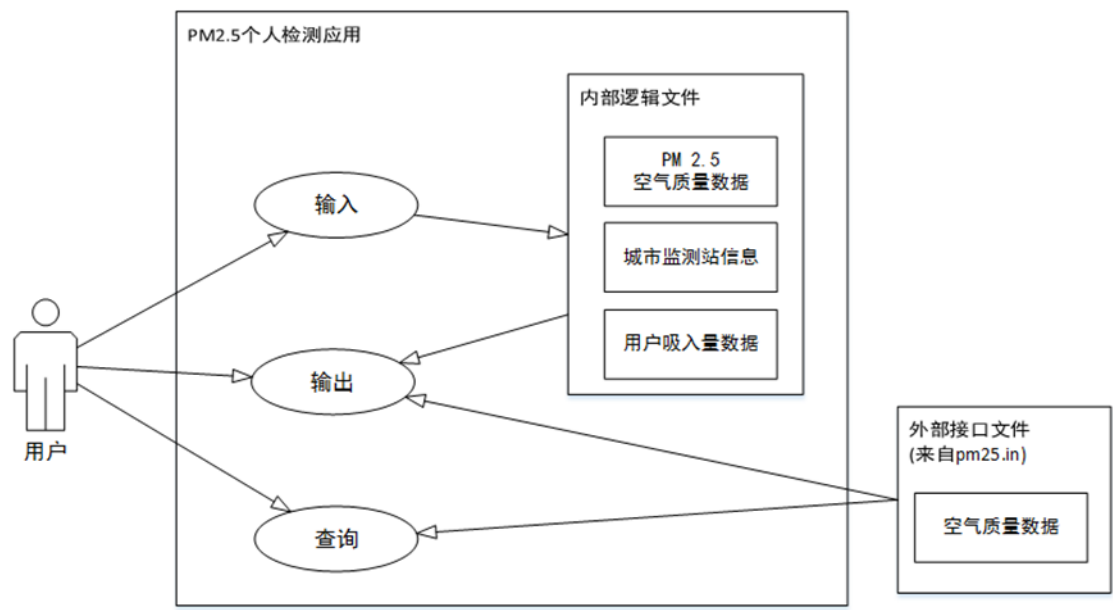 PM2.5个人检测应用
内部逻辑文件
PM 2.5
空气质量数据
输入
城市监测站信息
用户吸入量数据
输出
用户
外部接口文件
(来自pm25.in)
空气质量数据
查询